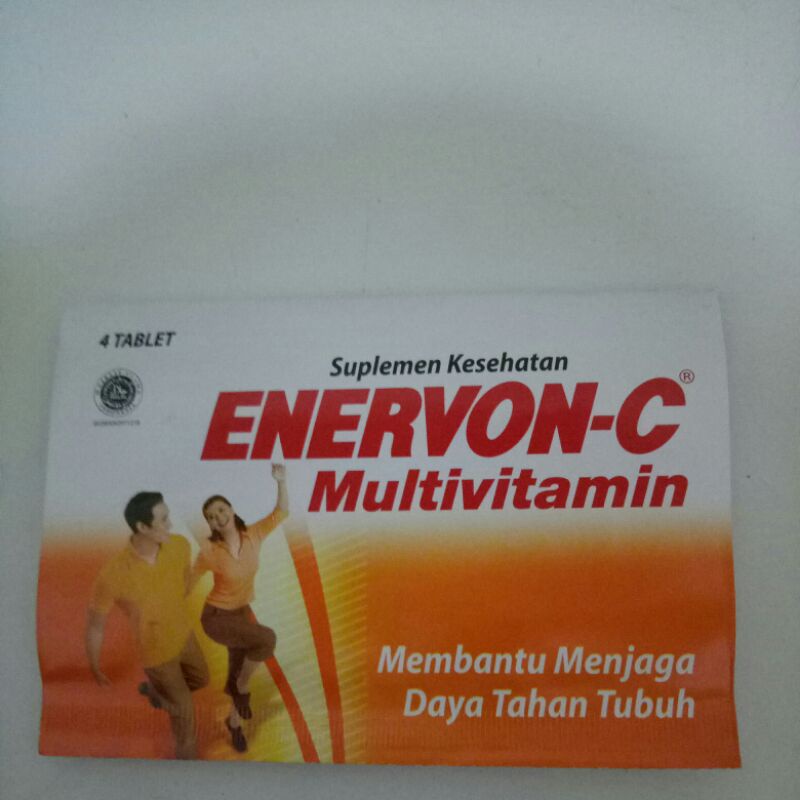 4 TABLET
Suplemen Kesehatan
ENERVON-C®
Multivitamin
Membantu Menjaga
Daya Tahan Tubuh